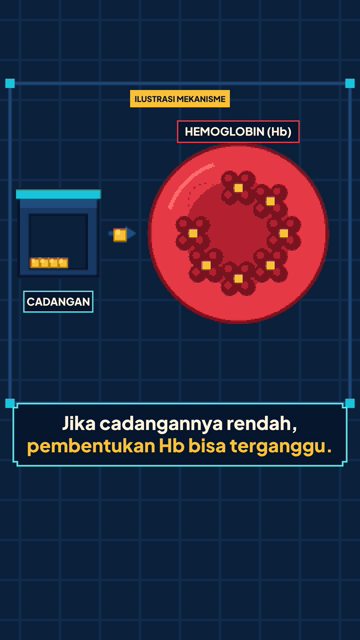 ILUSTRASI MEKANISME
HEMOGLOBIN (Hb)
CADANGAN
Jika cadangannya rendah,
pembentukan Hb bisa terganggu.